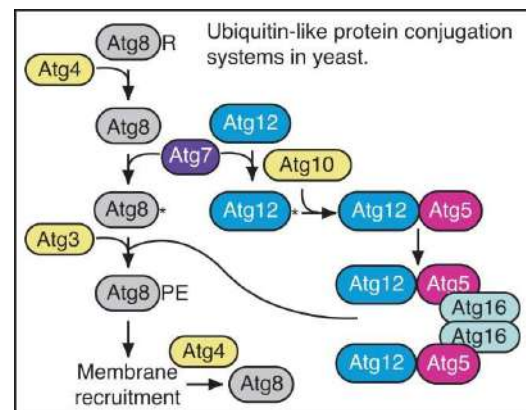 Ubiquitin-like protein conjugation
systems in yeast.
Atg8 R
Atg4
Atg8
Atg12
Atg7
Atg10
Atg8 *
Atg12 *
Atg12 Atg5
Atg3
Atg8 PE
Atg12 Atg5
Atg16
Atg16
Atg12 Atg5
Atg4
Membrane
recruitment
Atg8